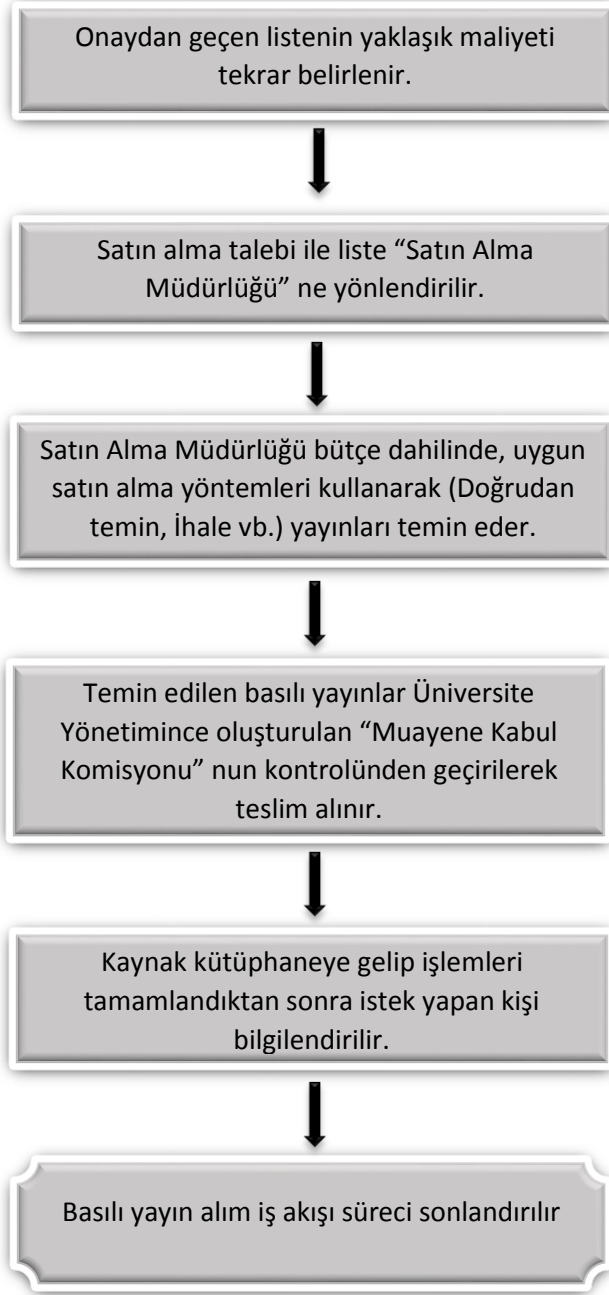 Onaydan geçen listenin yaklaşık maliyeti
tekrar belirlenir.
Satın alma talebi ile liste “Satın Alma
Müdürlüğü” ne yönlendirilir.
Satın Alma Müdürlüğü bütçe dahilinde, uygun
satın alma yöntemleri kullanarak (Doğrudan
temin, İhale vb.) yayınları temin eder.
Temin edilen basılı yayınlar Üniversite
Yönetimince oluşturulan “Muayene Kabul
Komisyonu” nun kontrolünden geçirilerek
teslim alınır.
Kaynak kütüphaneye gelip işlemleri
tamamlandıktan sonra istek yapan kişi
bilgilendirilir.
Basılı yayın alım iş akışı süreci sonlandırılır